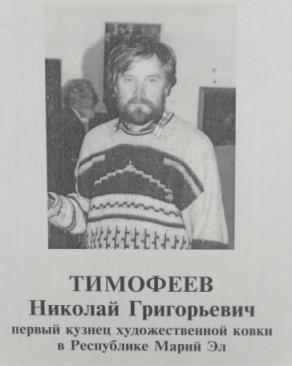 ТИМОФЕЕВ
Николай Григорьевич
первый кузнец художественной ковки
в Республике Марий Эл